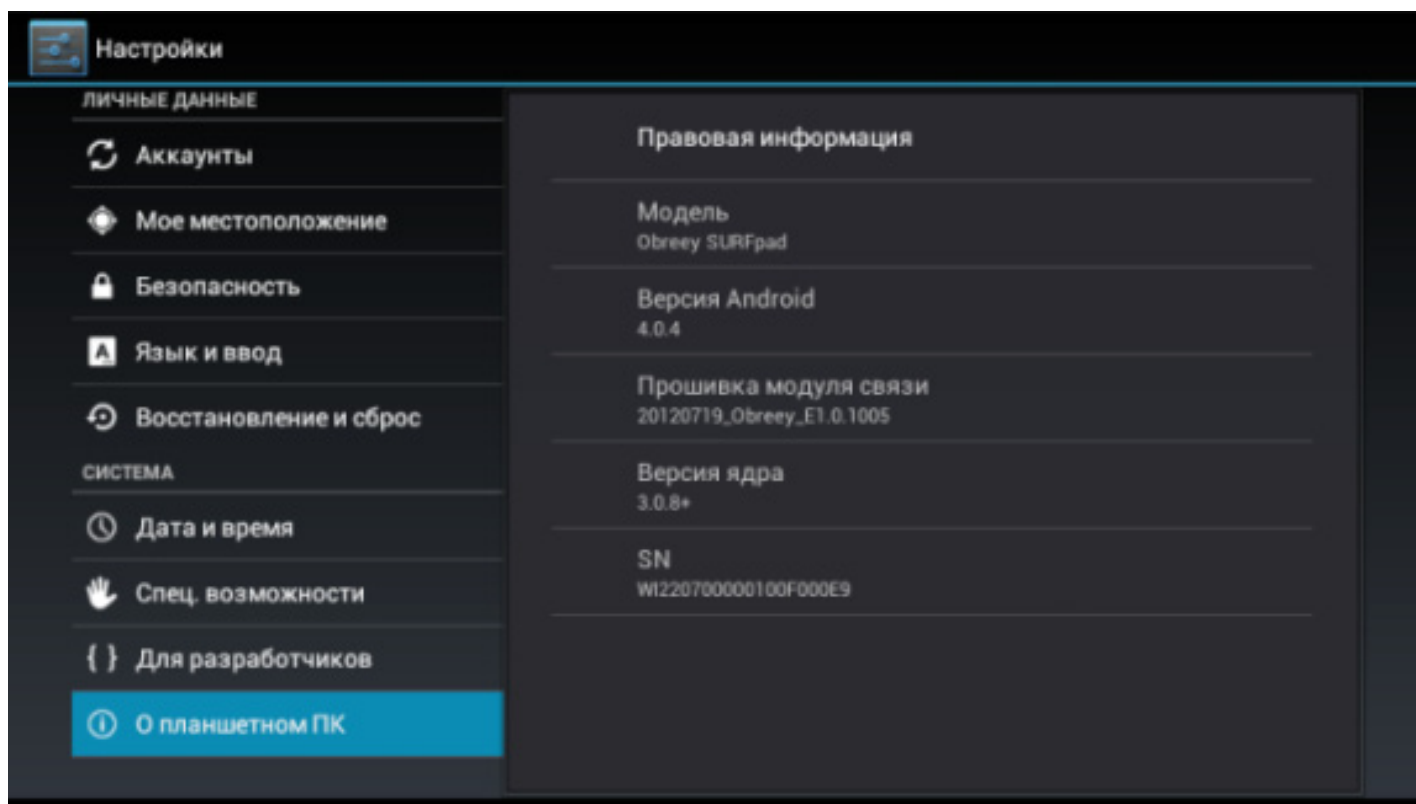 Настройки
ЛИЧНЫЕ ДАННЫЕ
Аккаунты
Мое местоположение
Безопасность
Язык и ввод
Восстановление и сброс
СИСТЕМА
Дата и время
Спец. возможности
{ } Для разработчиков
О планшетном ПК
Правовая информация
Модель
Obreey SURFpad
Версия Android
4.0.4
Прошивка модуля связи
20120719_Obreey_E1.0.1005
Версия ядра
3.0.8+
SN
WI220700000100F000E9